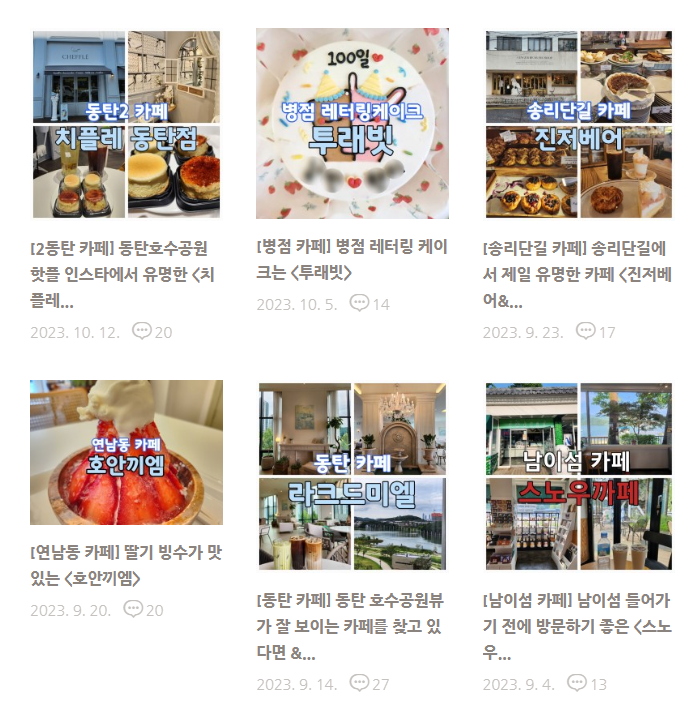 동탄2 카페
치플레 동탄점
[2동탄 카페] 동탄호수공원
핫플 인스타에서 유명한 <치
플레...
2023. 10. 12. 20
100일
병점 레터링케이크
투래빗
[병점 카페] 병점 레터링 케이
크는 <투래빗>
2023. 10. 5. 14
송리단길 카페
진저베어
[송리단길 카페] 송리단길에
서 제일 유명한 카페 <진저베
어&...
2023. 9. 23. 17
연남동 카페
호안끼엠
[연남동 카페] 딸기 빙수가 맛
있는 <호안끼엠>
2023. 9. 20. 20
동탄 카페
라크드미엘
[동탄 카페] 동탄 호수공원뷰
가 잘 보이는 카페를 찾고 있
다면 &...
2023. 9. 14. 27
남이섬 카페
스노우까페
[남이섬 카페] 남이섬 들어가
기 전에 방문하기 좋은 <스노
우...
2023. 9. 4. 13